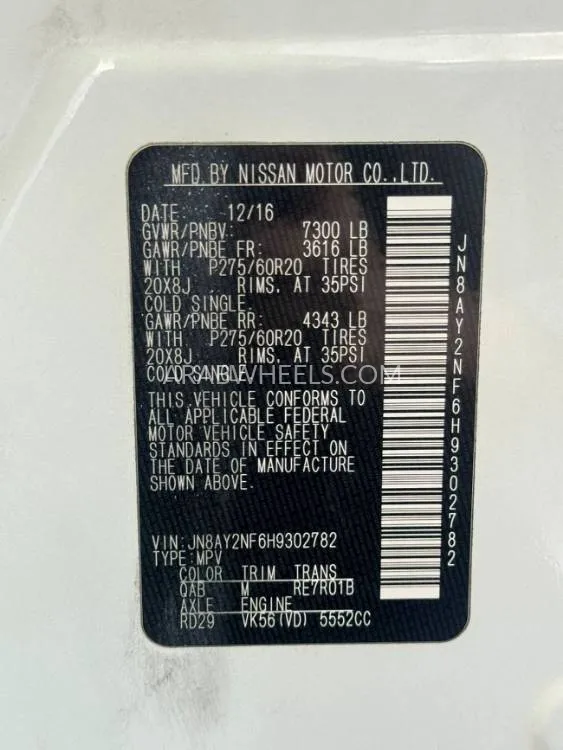 MFD.BY NISSAN MOTOR CO.,LTD.
DATE: 12/16
GVWR/PNBV: 7300 LB
GAWR/PNBE FR: 3616 LB
WITH P275/60R20 TIRES
20X8J RIMS, AT 35PSI
COLD SINGLE.
GAWR/PNBE RR: 4343 LB
WITH P275/60R20 TIRES
20X8J RIMS, AT 35PSI
COLD SINGLE.
ARABWHEELS.COM
THIS VEHICLE CONFORMS TO
ALL APPLICABLE FEDERAL
MOTOR VEHICLE SAFETY
STANDARDS IN EFFECT ON
THE DATE OF MANUFACTURE
SHOWN ABOVE.
VIN:JN8AY2NF6H9302782
TYPE:MPV
COLOR TRIM TRANS
QAB M RE7R01B
AXLE ENGINE
RD29 VK56(VD) 5552CC
JN8AY2NF6H9302782